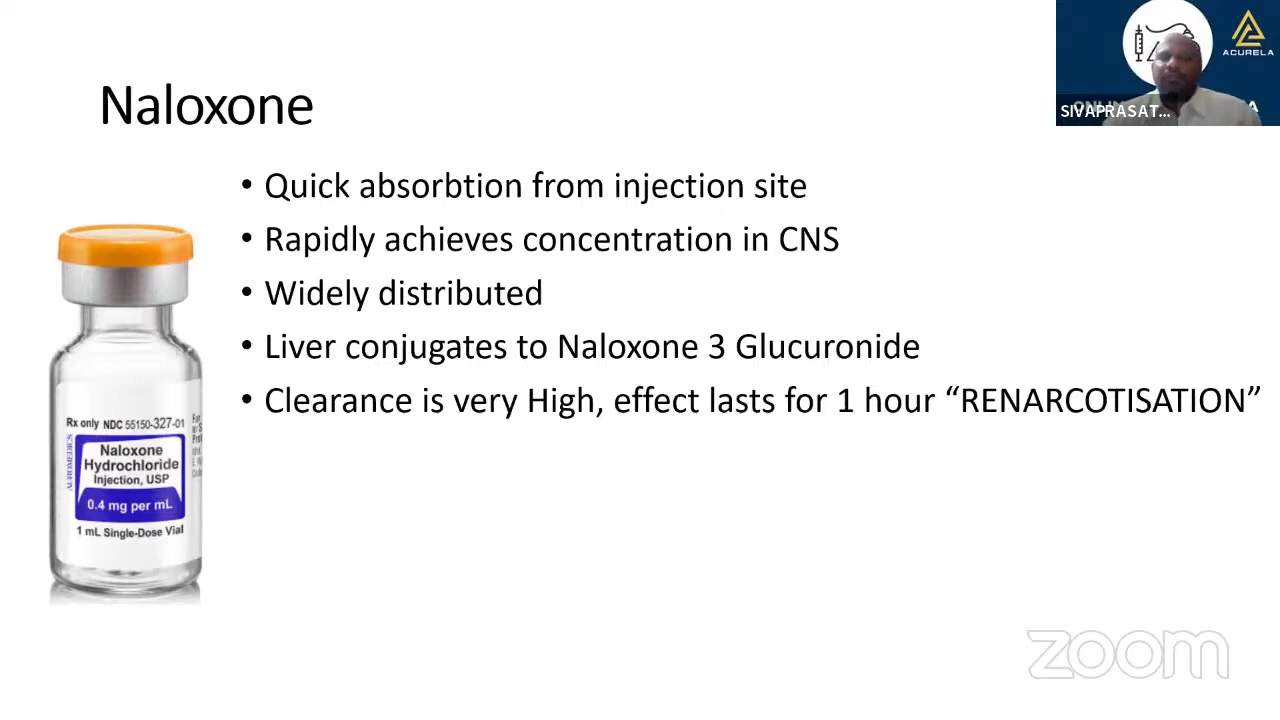 Naloxone
• Quick absorbtion from injection site
• Rapidly achieves concentration in CNS
• Widely distributed
• Liver conjugates to Naloxone 3 Glucuronide
• Clearance is very High, effect lasts for 1 hour “RENARCOTISATION”
Rx only NDC 55150-327-01
AUROMEDICS
Naloxone
Hydrochloride
Injection, USP
0.4 mg per mL
1 mL Single-Dose Vial
ACURELA
SIVAPRASAT...
zoom